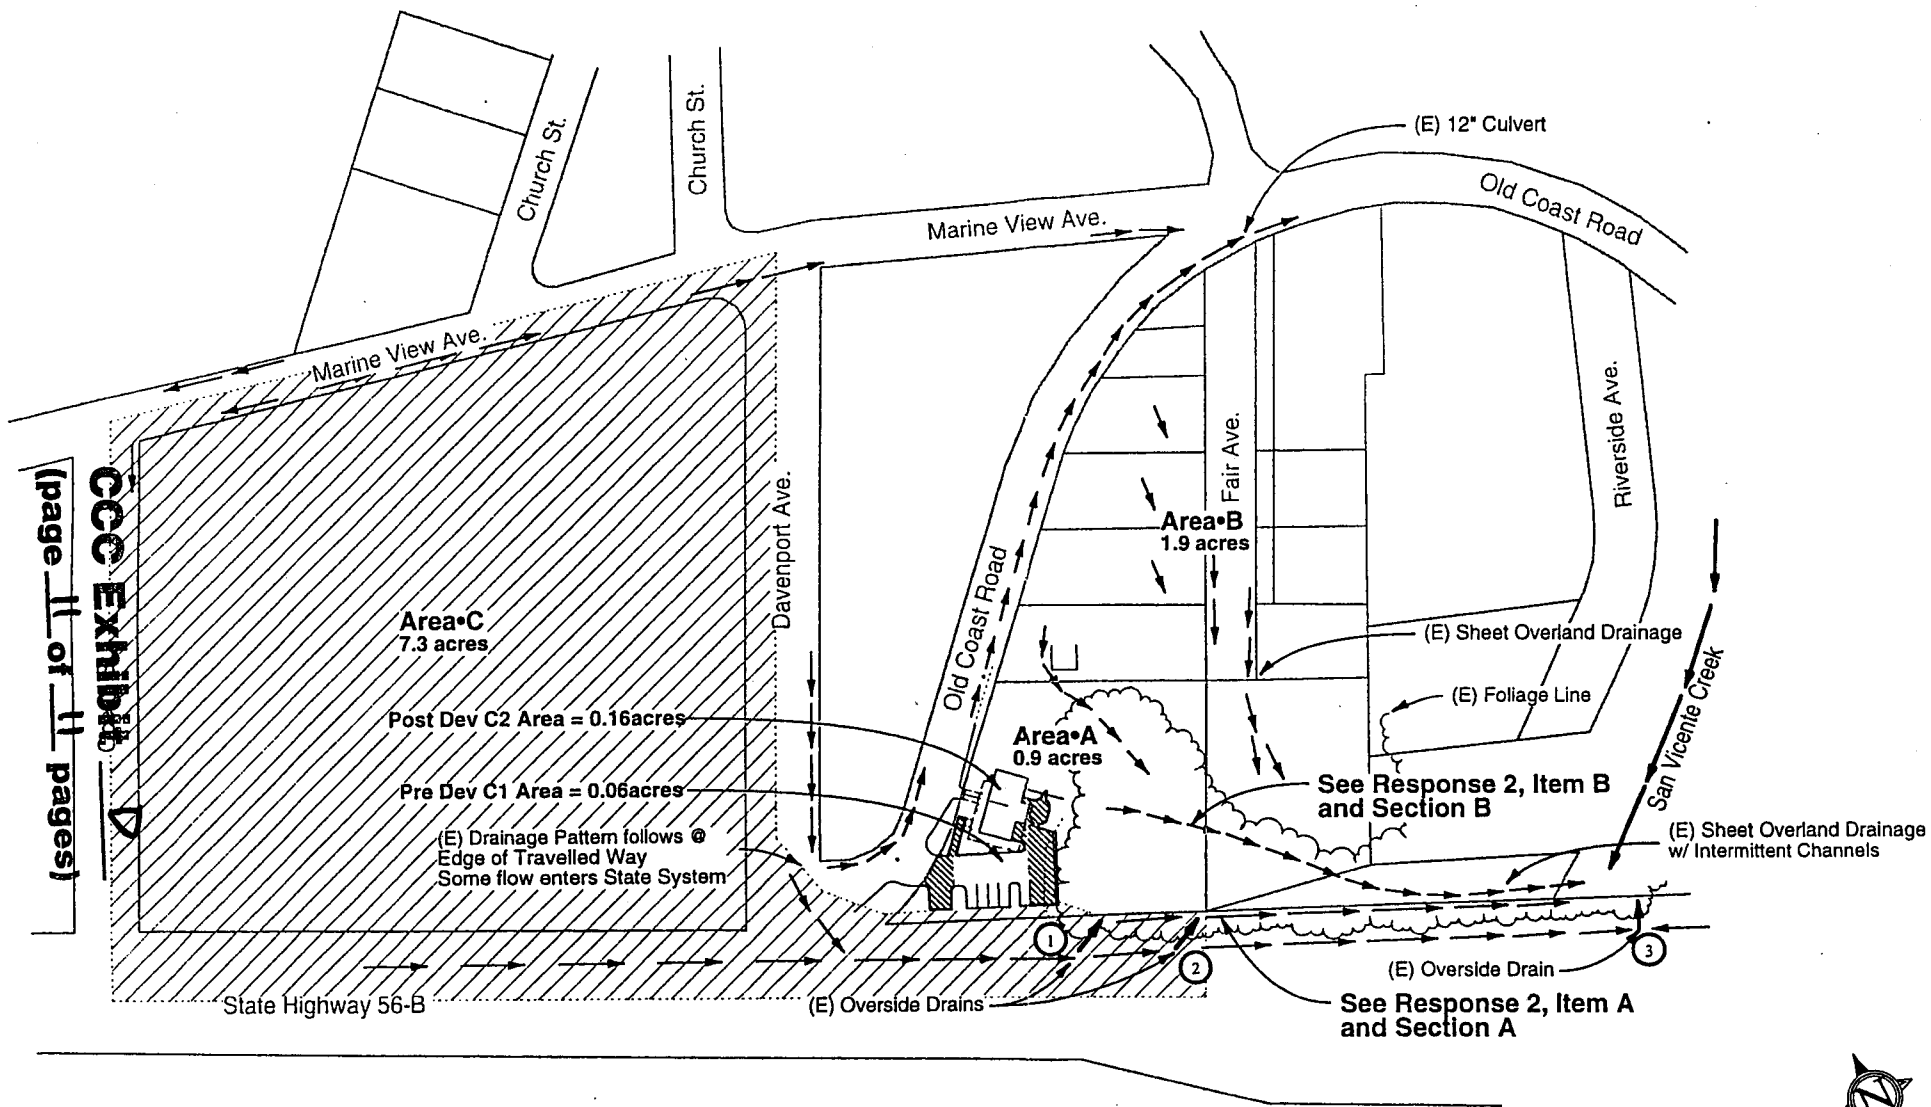 (E) 12" Culvert
Church St.
Church St.
Old Coast Road
Marine View Ave.
Marine View Ave.
Riverside Ave.
Fair Ave.
Davenport Ave.
Area•B
1.9 acres
CCC Exhibit
(page 11 of 11 pages)
Old Coast Road
Area•C
7.3 acres
(E) Sheet Overland Drainage
San Vicente Creek
(E) Foliage Line
Post Dev C2 Area = 0.16acres
Area•A
0.9 acres
Pre Dev C1 Area = 0.06acres
See Response 2, Item B
and Section B
(E) Drainage Pattern follows @
Edge of Travelled Way
Some flow enters State System
(E) Sheet Overland Drainage
w/ Intermittent Channels
1
2
3
(E) Overside Drain
State Highway 56-B
(E) Overside Drains
See Response 2, Item A
and Section A
N